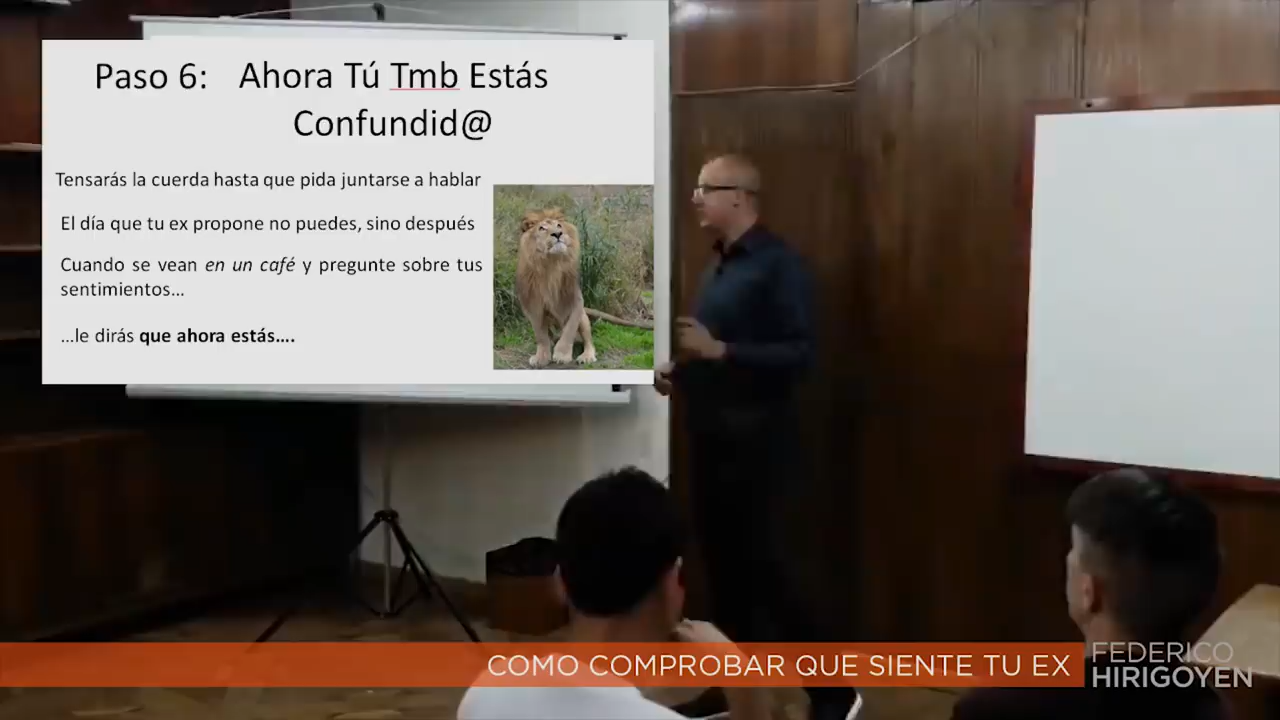 Paso 6: Ahora Tú Tmb Estás
Confundid@
Tensarás la cuerda hasta que pida juntarse a hablar
El día que tu ex propone no puedes, sino después
Cuando se vean en un café y pregunte sobre tus
sentimientos...
...le dirás que ahora estás....
COMO COMPROBAR QUE SIENTE TU EX
FEDERICO
HIRIGOYEN